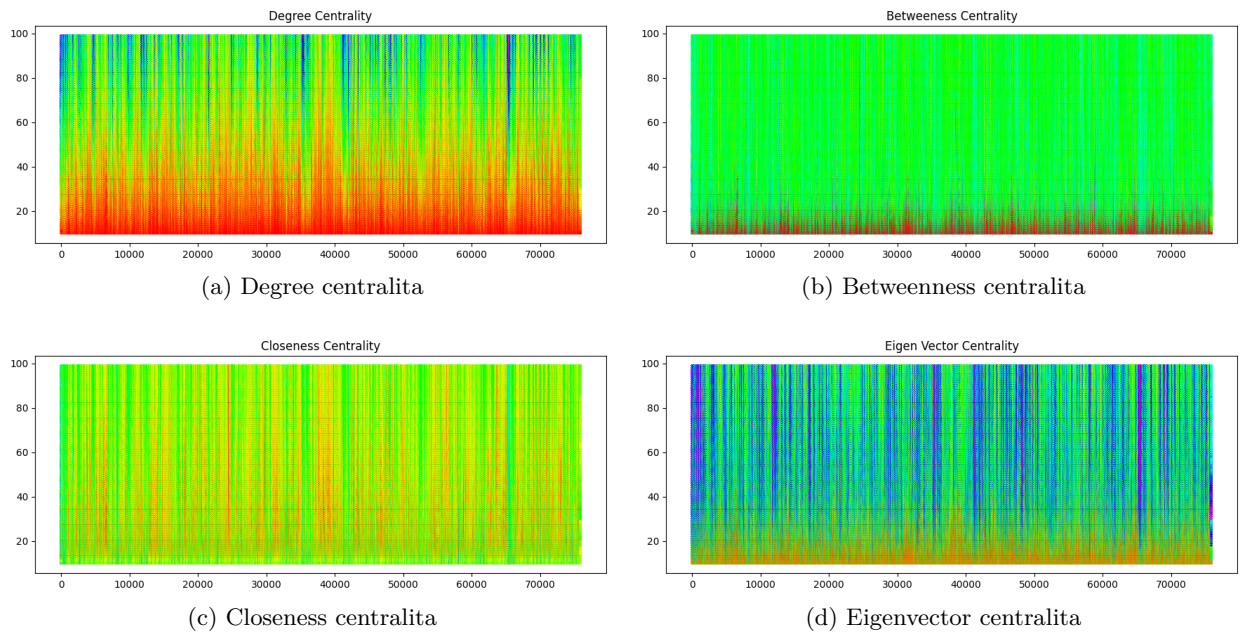 Degree Centrality
100
80
60
40
20
0 10000 20000 30000 40000 50000 60000 70000
(a) Degree centralita
Betweeness Centrality
100
80
60
40
20
0 10000 20000 30000 40000 50000 60000 70000
(b) Betweenness centralita
Closeness Centrality
100
80
60
40
20
0 10000 20000 30000 40000 50000 60000 70000
(c) Closeness centralita
Eigen Vector Centrality
100
80
60
40
20
0 10000 20000 30000 40000 50000 60000 70000
(d) Eigenvector centralita